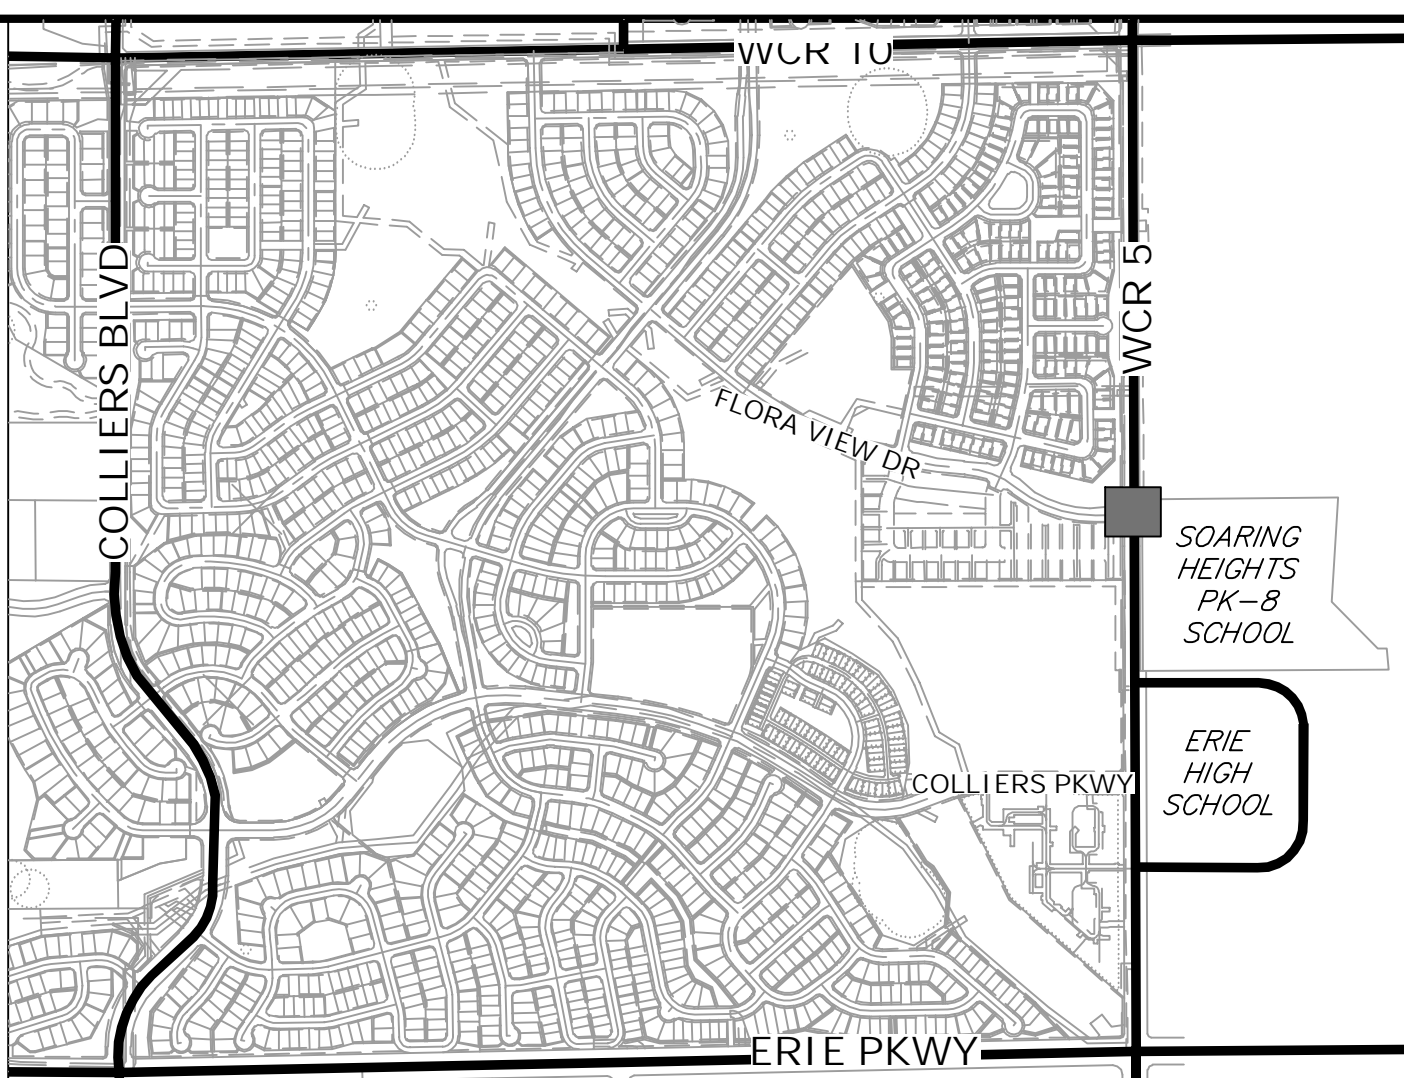 WCR 10
COLLIERS BLVD
WCR 5
FLORA VIEW DR
SOARING
HEIGHTS
PK-8
SCHOOL
ERIE
HIGH
SCHOOL
COLLIERS PKWY
ERIE PKWY